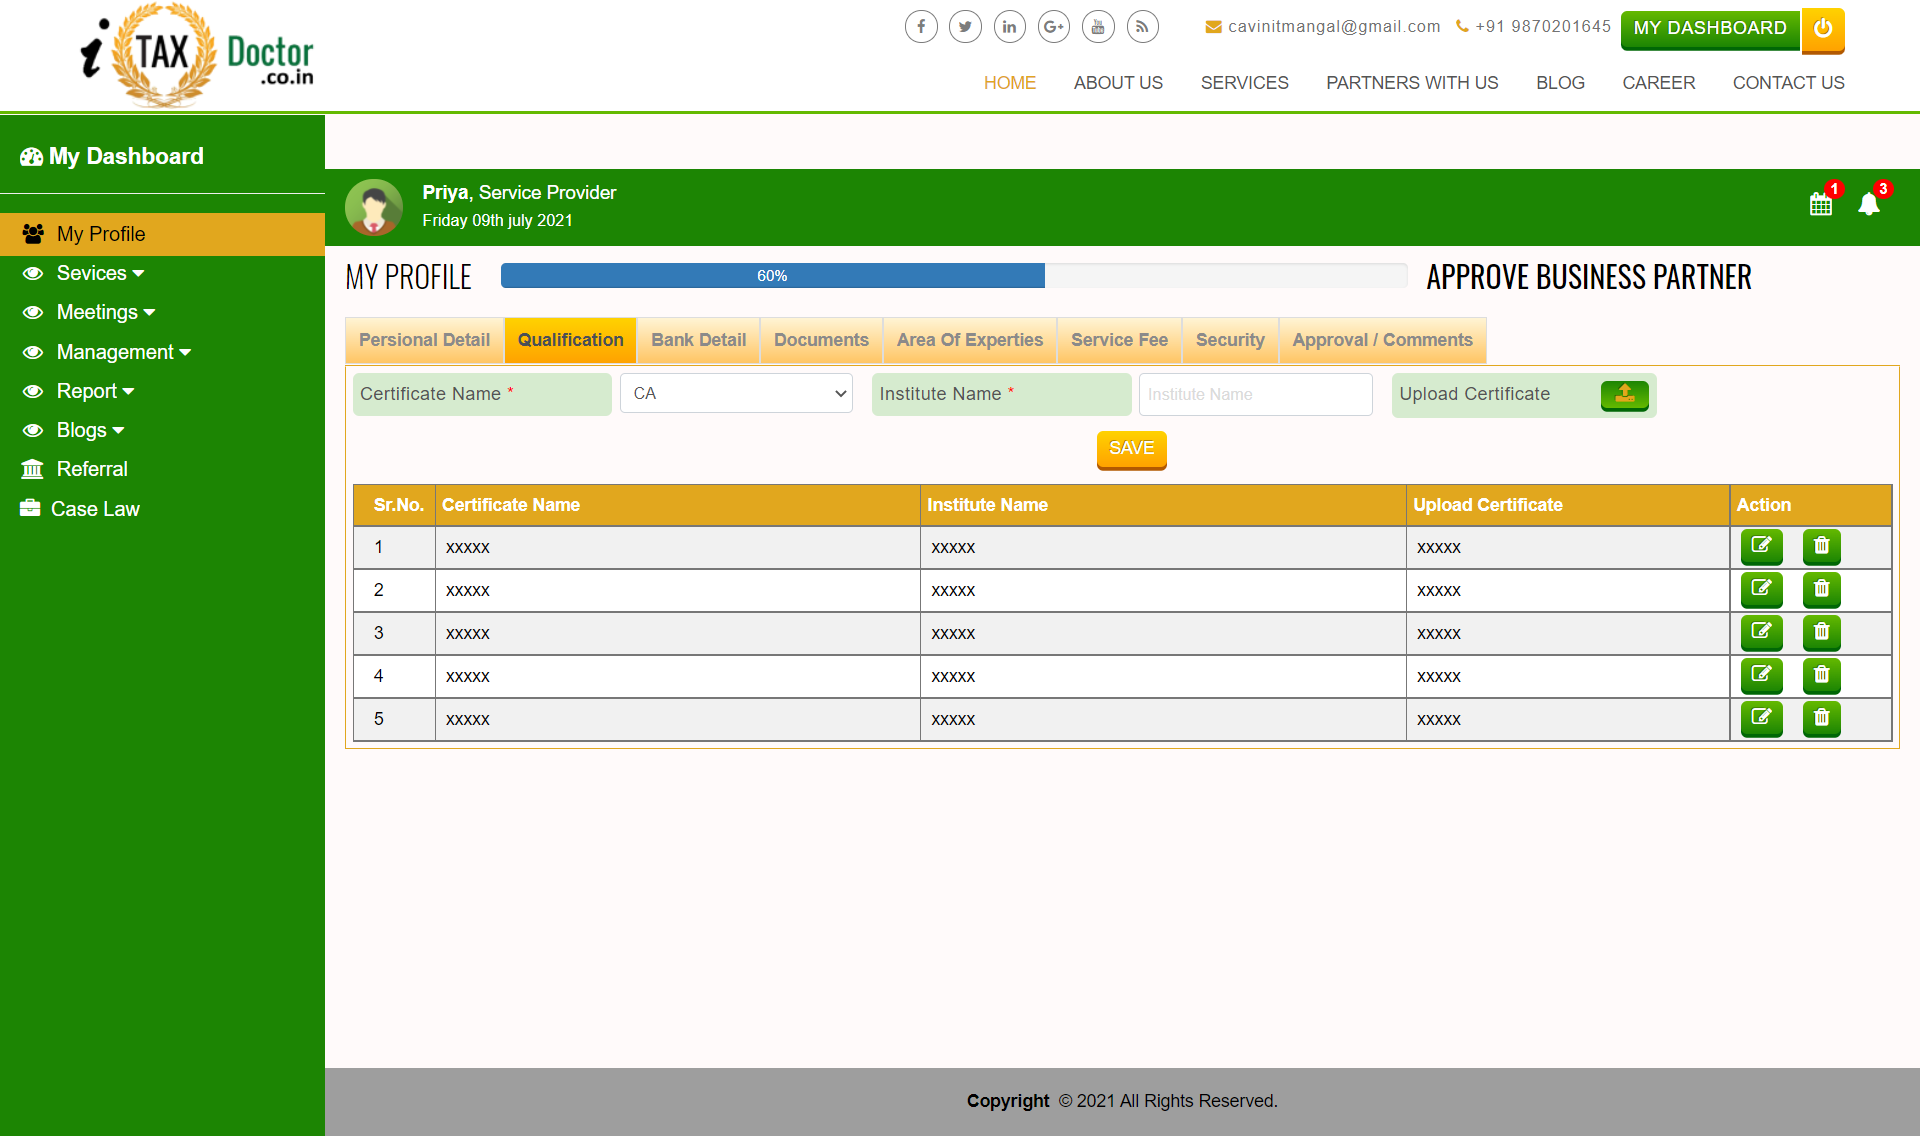 i TAX Doctor .co.in
cavinitmangal@gmail.com +91 9870201645 MY DASHBOARD
HOME ABOUT US SERVICES PARTNERS WITH US BLOG CAREER CONTACT US
My Dashboard
My Profile
Sevices
Meetings
Management
Report
Blogs
Referral
Case Law
Priya, Service Provider
Friday 09th july 2021
1
3
MY PROFILE 60% APPROVE BUSINESS PARTNER
Persional Detail Qualification Bank Detail Documents Area Of Experties Service Fee Security Approval / Comments
Certificate Name * CA Institute Name * Institute Name Upload Certificate
SAVE
Sr.No. Certificate Name Institute Name Upload Certificate Action
1 xxxxx xxxxx xxxxx
2 xxxxx xxxxx xxxxx
3 xxxxx xxxxx xxxxx
4 xxxxx xxxxx xxxxx
5 xxxxx xxxxx xxxxx
Copyright © 2021 All Rights Reserved.